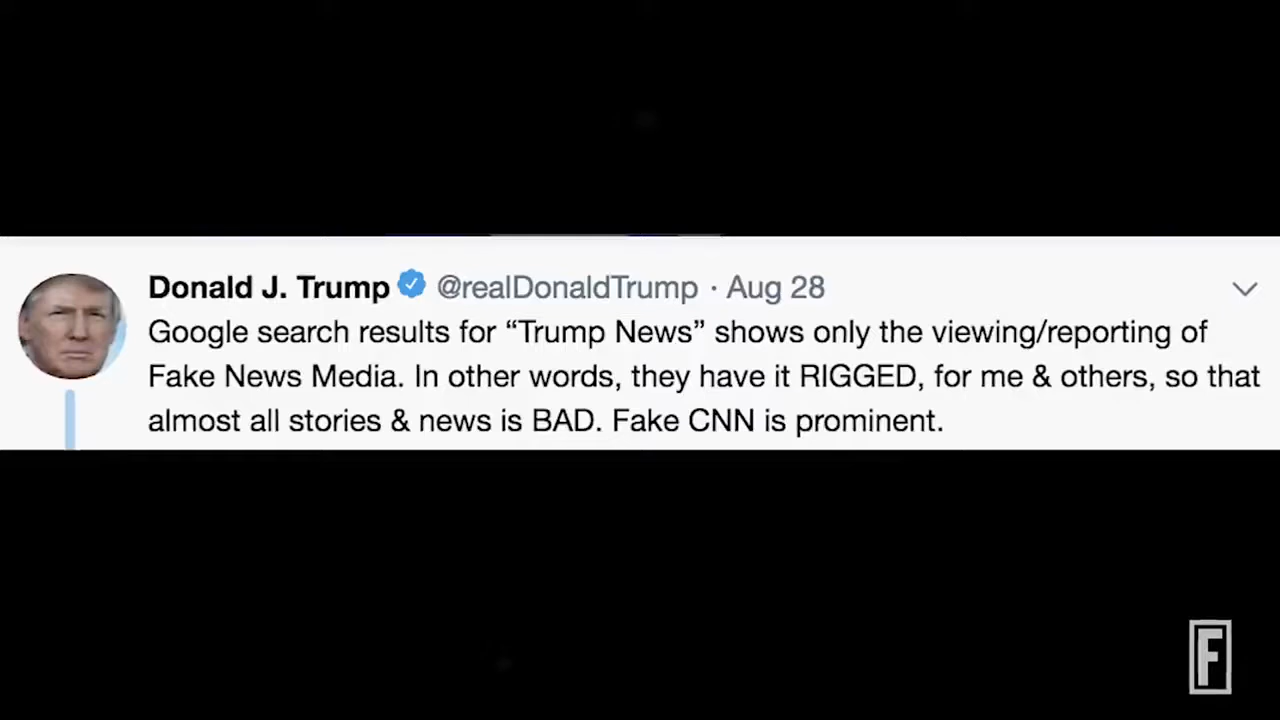 Donald J. Trump @realDonaldTrump · Aug 28
Google search results for “Trump News” shows only the viewing/reporting of
Fake News Media. In other words, they have it RIGGED, for me & others, so that
almost all stories & news is BAD. Fake CNN is prominent.
F